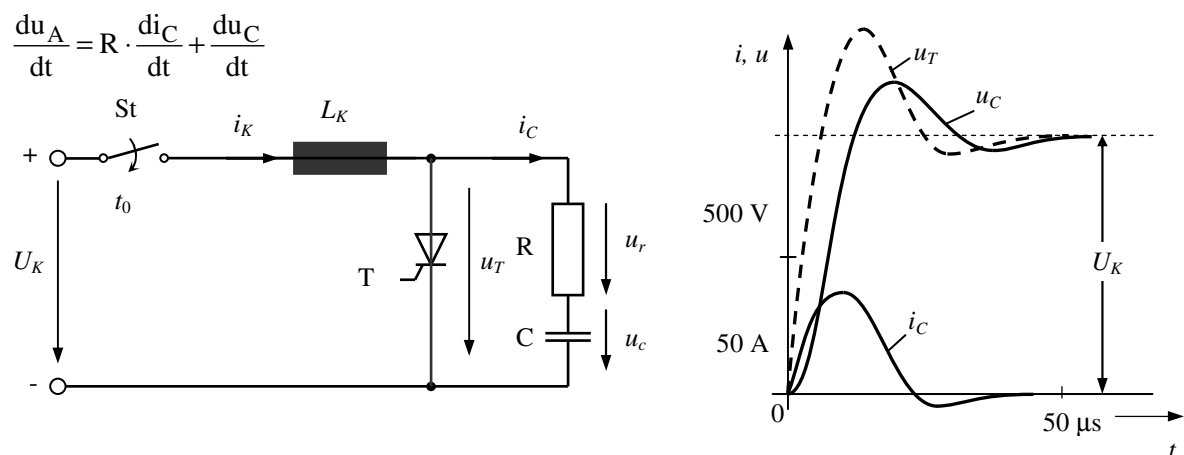 du_A/dt = R · di_C/dt + du_C/dt
St
i_K
L_K
i_C
+
t_0
U_K
T
u_T
R
u_r
C
u_c
-
i, u
u_T
u_C
500 V
U_K
i_C
50 A
0
50 µs
t